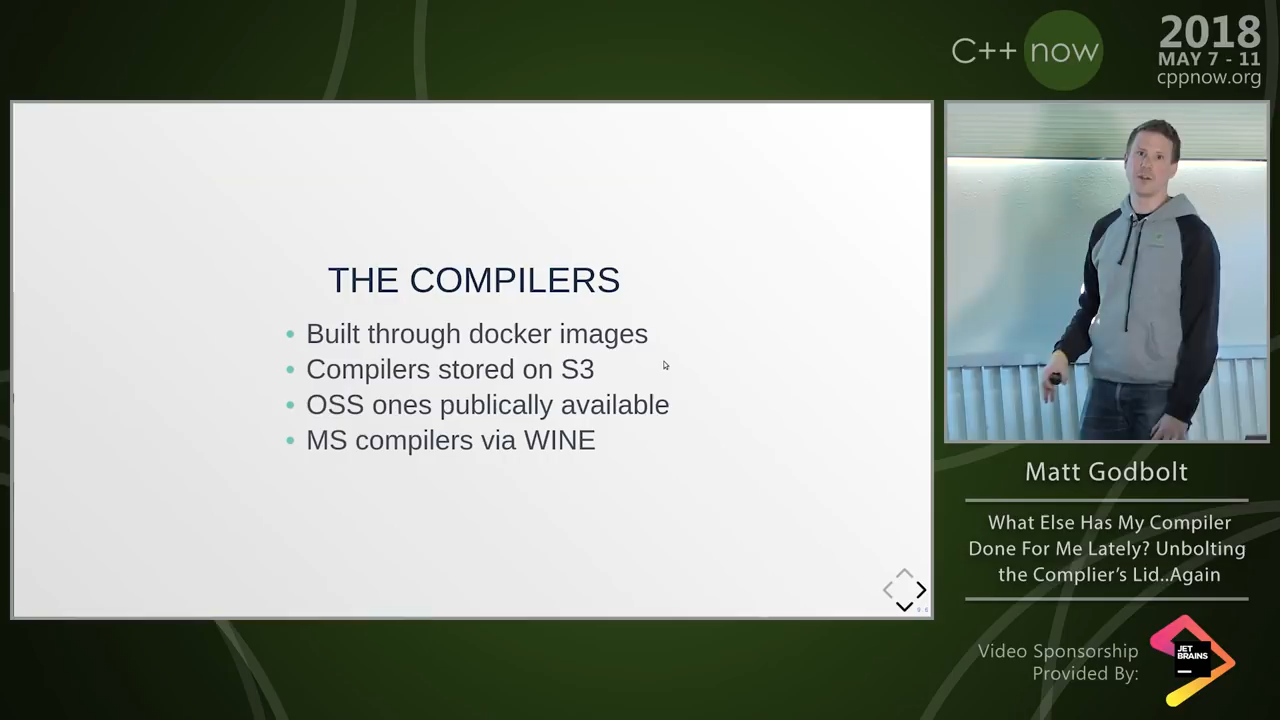 C++ now
2018
MAY 7 - 11
cppnow.org
THE COMPILERS
• Built through docker images
• Compilers stored on S3
• OSS ones publically available
• MS compilers via WINE
Matt Godbolt
What Else Has My Compiler
Done For Me Lately? Unbolting
the Complier's Lid..Again
Video Sponsorship
Provided By:
JET
BRAINS